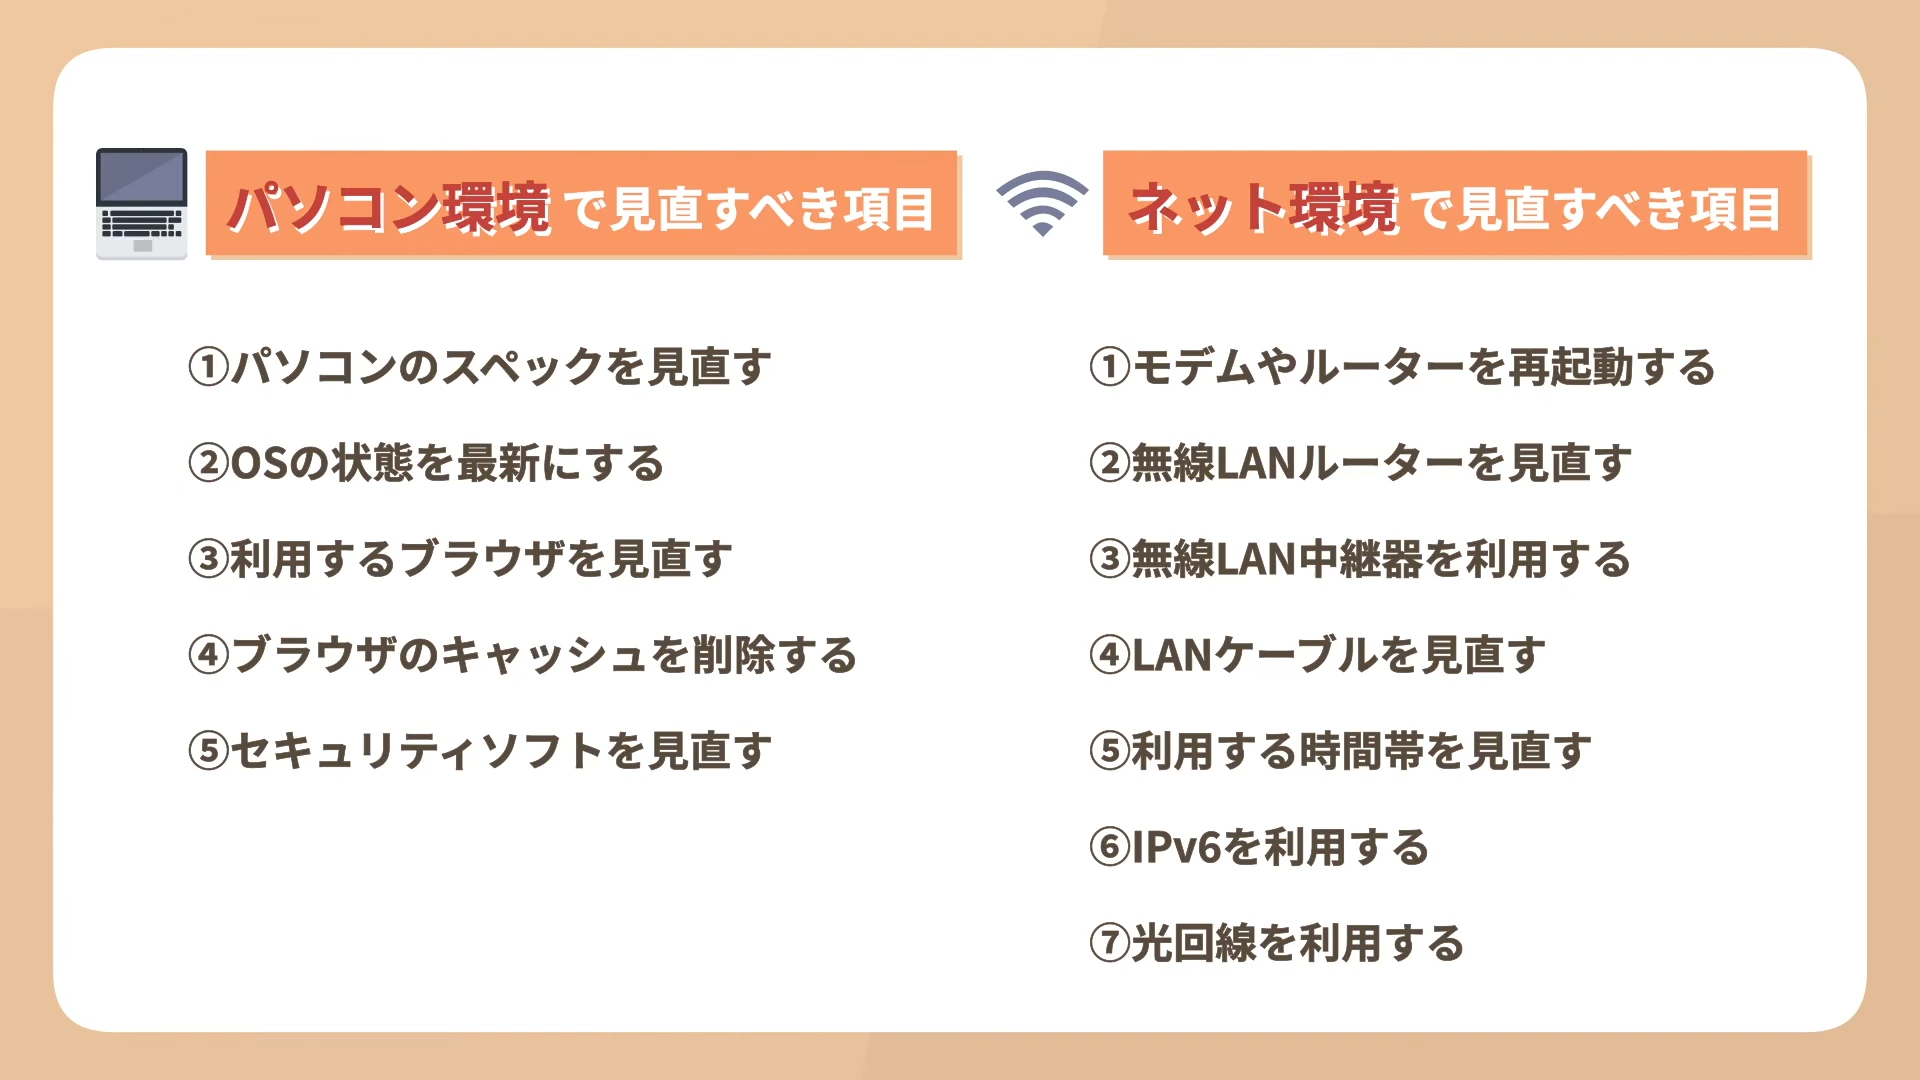 パソコン環境で見直すべき項目
①パソコンのスペックを見直す
②OSの状態を最新にする
③利用するブラウザを見直す
④ブラウザのキャッシュを削除する
⑤セキュリティソフトを見直す
ネット環境で見直すべき項目
①モデムやルーターを再起動する
②無線LANルーターを見直す
③無線LAN中継器を利用する
④LANケーブルを見直す
⑤利用する時間帯を見直す
⑥IPv6を利用する
⑦光回線を利用する